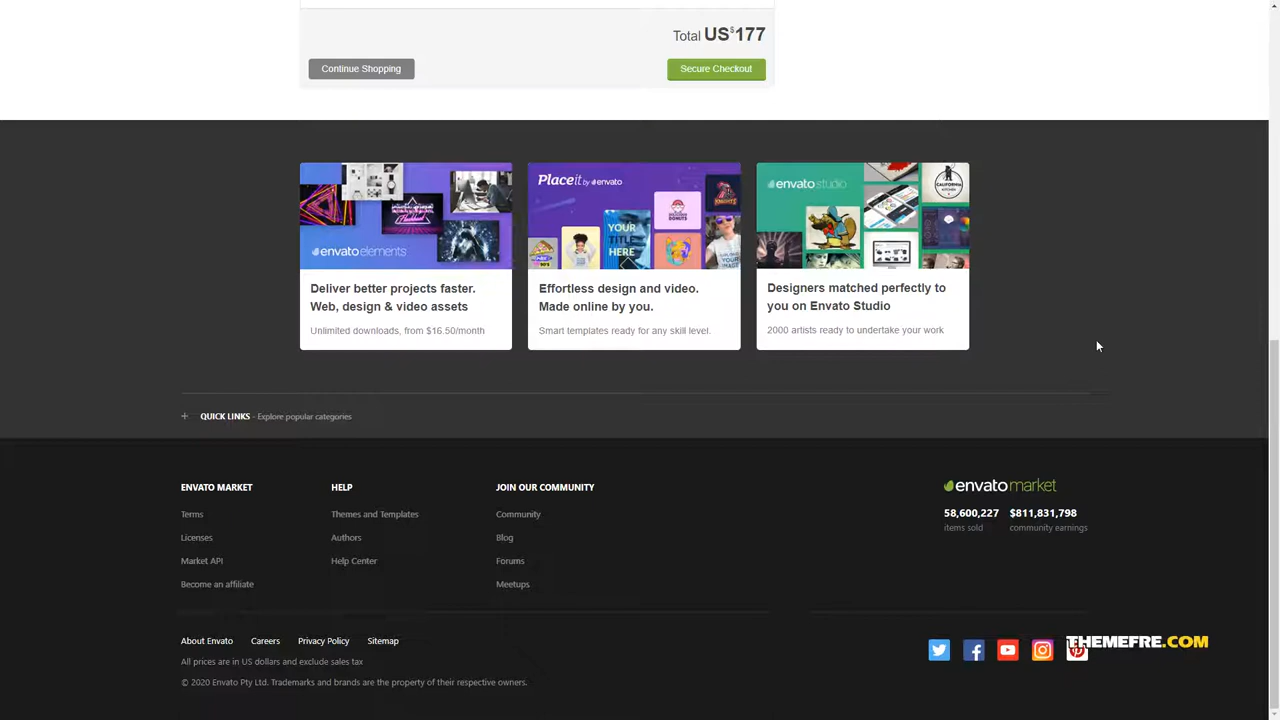 Total US$177
Continue Shopping
Secure Checkout
envato elements
Placeit by envato
YOUR
TITLE
HERE
envato studio
CALIFORNIA
Deliver better projects faster.
Web, design & video assets
Unlimited downloads, from $16.50/month
Effortless design and video.
Made online by you.
Smart templates ready for any skill level.
Designers matched perfectly to
you on Envato Studio
2000 artists ready to undertake your work
+ QUICK LINKS - Explore popular categories
ENVATO MARKET
Terms
Licenses
Market API
Become an affiliate
HELP
Themes and Templates
Authors
Help Center
JOIN OUR COMMUNITY
Community
Blog
Forums
Meetups
envato market
58,600,227
items sold
$811,831,798
community earnings
About Envato
Careers
Privacy Policy
Sitemap
All prices are in US dollars and exclude sales tax
© 2020 Envato Pty Ltd. Trademarks and brands are the property of their respective owners.
THEMEFRE.COM